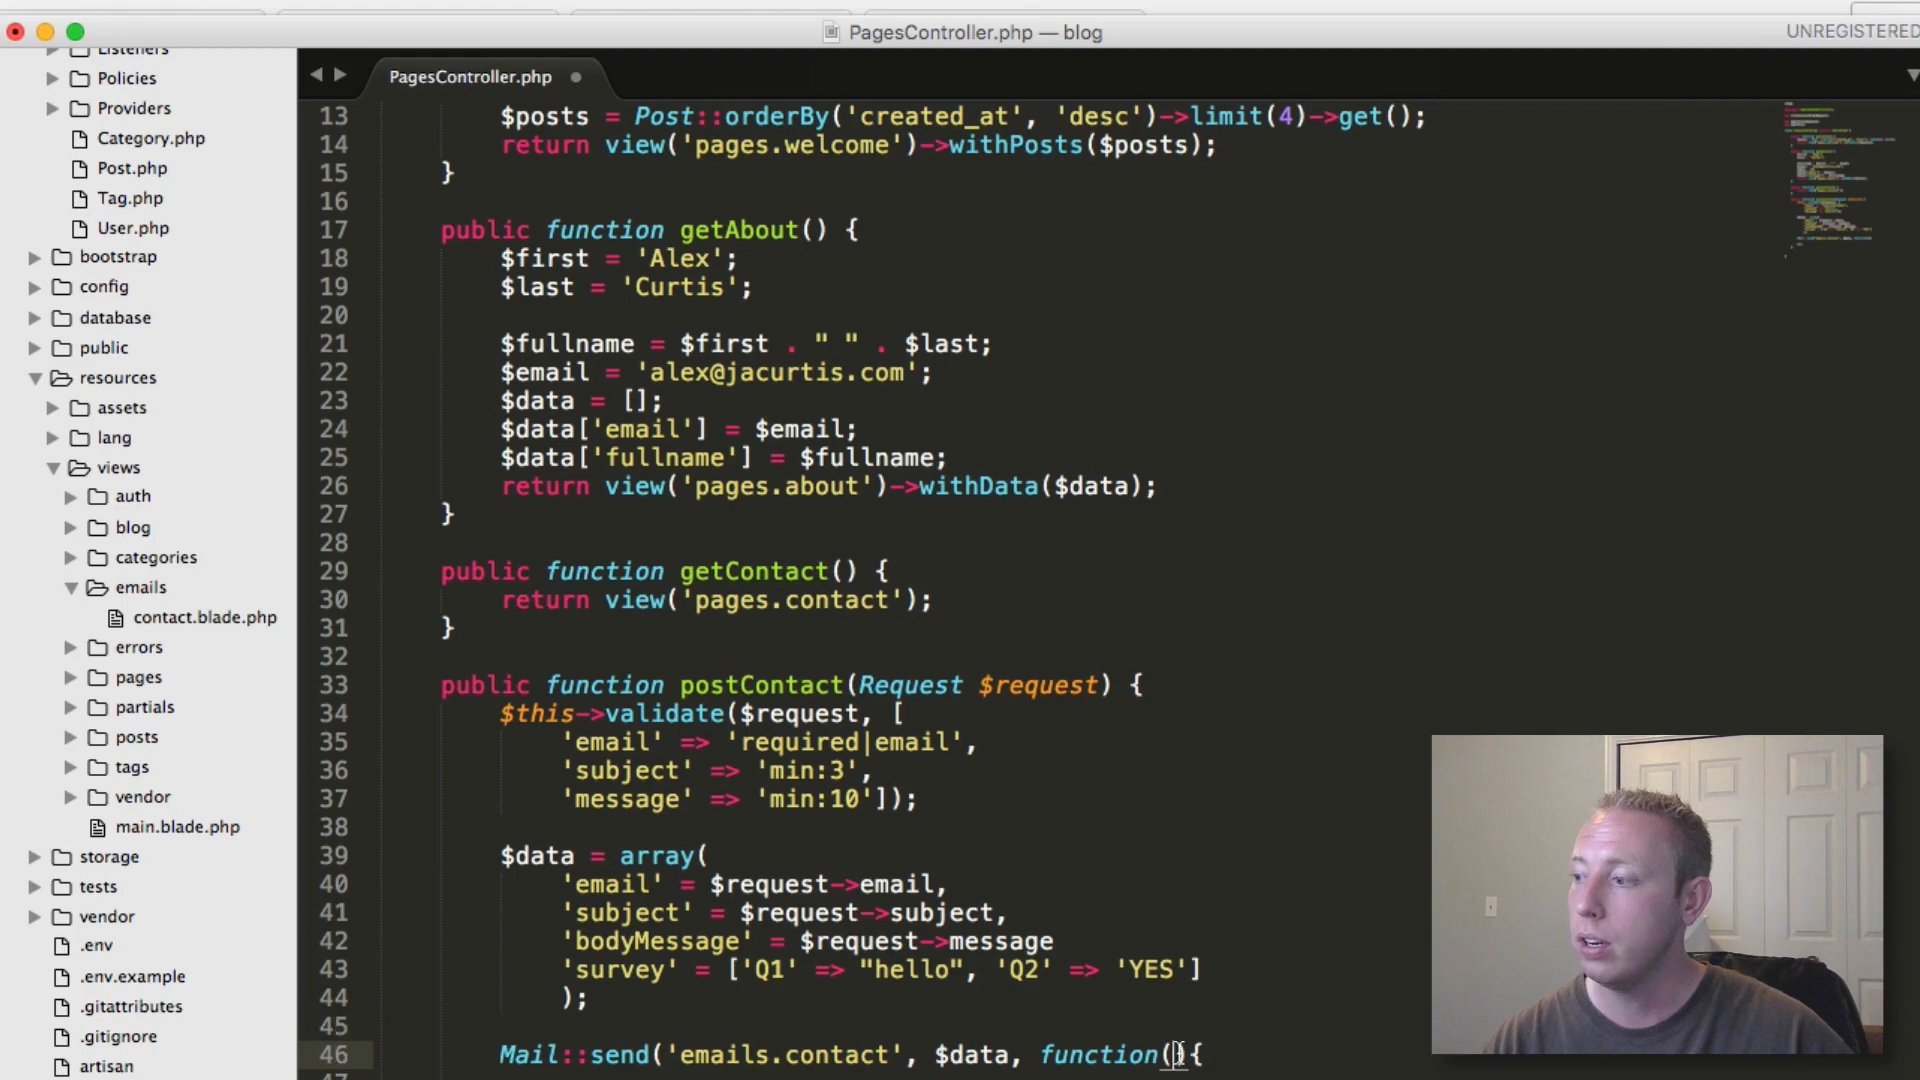 PagesController.php — blog
UNREGISTERED
Listeners
Policies
Providers
Category.php
Post.php
Tag.php
User.php
bootstrap
config
database
public
resources
assets
lang
views
auth
blog
categories
emails
contact.blade.php
errors
pages
partials
posts
tags
vendor
main.blade.php
storage
tests
vendor
.env
.env.example
.gitattributes
.gitignore
artisan
PagesController.php
13 $posts = Post::orderBy('created_at', 'desc')->limit(4)->get();
14 return view('pages.welcome')->withPosts($posts);
15 }
16
17 public function getAbout() {
18 $first = 'Alex';
19 $last = 'Curtis';
20
21 $fullname = $first . " " . $last;
22 $email = 'alex@jacurtis.com';
23 $data = [];
24 $data['email'] = $email;
25 $data['fullname'] = $fullname;
26 return view('pages.about')->withData($data);
27 }
28
29 public function getContact() {
30 return view('pages.contact');
31 }
32
33 public function postContact(Request $request) {
34 $this->validate($request, [
35 'email' => 'required|email',
36 'subject' => 'min:3',
37 'message' => 'min:10']);
38
39 $data = array(
40 'email' = $request->email,
41 'subject' = $request->subject,
42 'bodyMessage' = $request->message
43 'survey' = ['Q1' => "hello", 'Q2' => 'YES']
44 );
45
46 Mail::send('emails.contact', $data, function(){